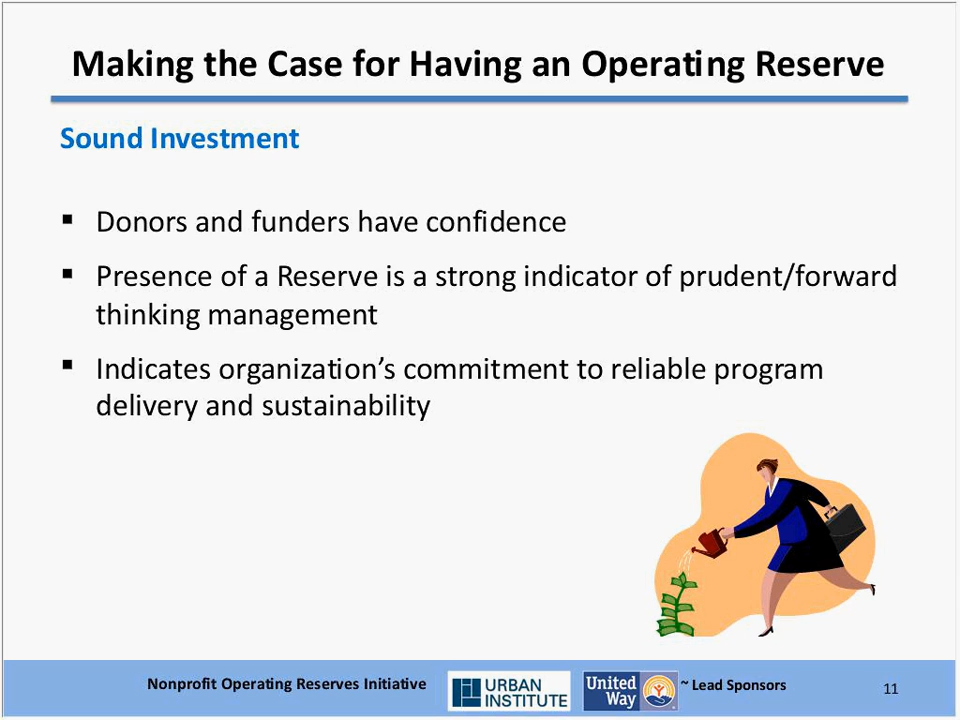 Making the Case for Having an Operating Reserve
Sound Investment
▪ Donors and funders have confidence
▪ Presence of a Reserve is a strong indicator of prudent/forward
thinking management
▪ Indicates organization’s commitment to reliable program
delivery and sustainability
Nonprofit Operating Reserves Initiative
URBAN
INSTITUTE
United
Way
~ Lead Sponsors
11